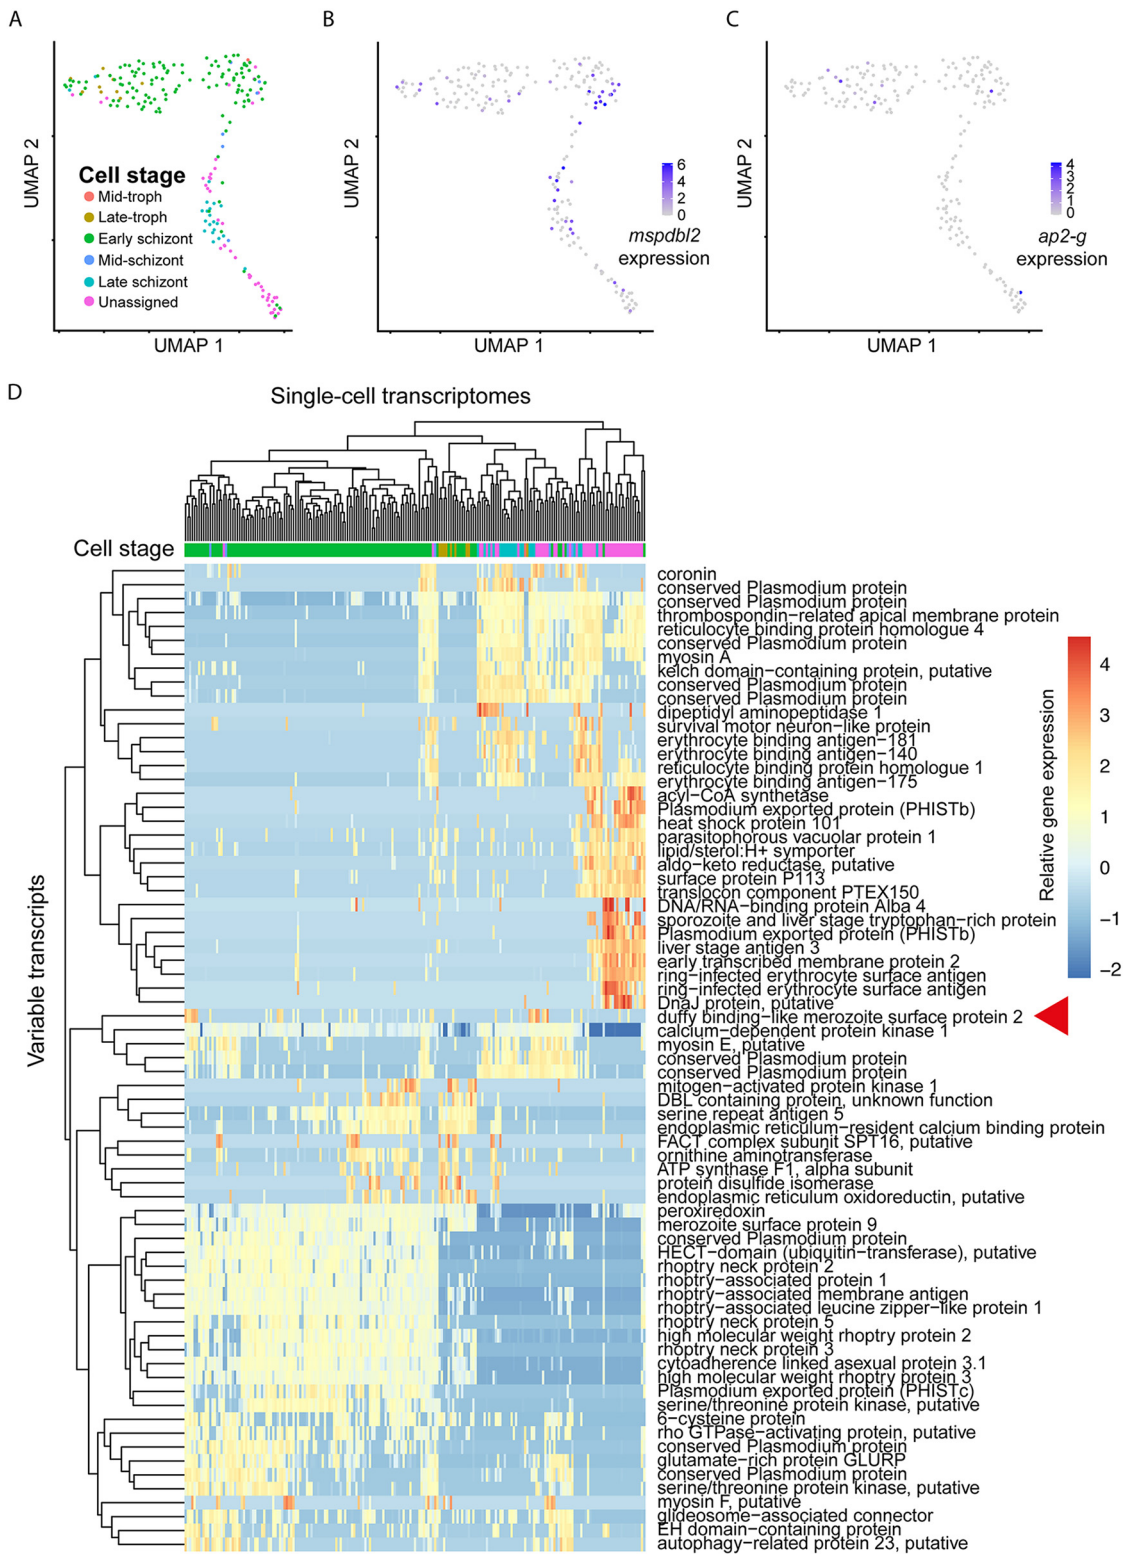 A
B
C
UMAP 2
Cell stage
Mid-troph
Late-troph
Early schizont
Mid-schizont
Late schizont
Unassigned
UMAP 1
UMAP 2
6
4
2
0
mspdbl2
expression
UMAP 1
UMAP 2
4
3
2
1
0
ap2-g
expression
UMAP 1
D
Single-cell transcriptomes
Cell stage
Variable transcripts
coronin
conserved Plasmodium protein
conserved Plasmodium protein
thrombospondin−related apical membrane protein
reticulocyte binding protein homologue 4
conserved Plasmodium protein
myosin A
kelch domain−containing protein, putative
conserved Plasmodium protein
conserved Plasmodium protein
dipeptidyl aminopeptidase 1
survival motor neuron−like protein
erythrocyte binding antigen−181
erythrocyte binding antigen−140
reticulocyte binding protein homologue 1
erythrocyte binding antigen−175
acyl−CoA synthetase
Plasmodium exported protein (PHISTb)
heat shock protein 101
parasitophorous vacuolar protein 1
lipid/sterol:H+ symporter
aldo−keto reductase, putative
surface protein P113
translocon component PTEX150
DNA/RNA−binding protein Alba 4
sporozoite and liver stage tryptophan−rich protein
Plasmodium exported protein (PHISTb)
liver stage antigen 3
early transcribed membrane protein 2
ring−infected erythrocyte surface antigen
ring−infected erythrocyte surface antigen
DnaJ protein, putative
duffy binding−like merozoite surface protein 2
calcium−dependent protein kinase 1
myosin E, putative
conserved Plasmodium protein
conserved Plasmodium protein
mitogen−activated protein kinase 1
DBL containing protein, unknown function
serine repeat antigen 5
endoplasmic reticulum−resident calcium binding protein
FACT complex subunit SPT16, putative
ornithine aminotransferase
ATP synthase F1, alpha subunit
protein disulfide isomerase
endoplasmic reticulum oxidoreductin, putative
peroxiredoxin
merozoite surface protein 9
conserved Plasmodium protein
HECT−domain (ubiquitin−transferase), putative
rhoptry neck protein 2
rhoptry−associated protein 1
rhoptry−associated membrane antigen
rhoptry−associated leucine zipper−like protein 1
rhoptry neck protein 5
high molecular weight rhoptry protein 2
rhoptry neck protein 3
cytoadherence linked asexual protein 3.1
high molecular weight rhoptry protein 3
Plasmodium exported protein (PHISTc)
serine/threonine protein kinase, putative
6−cysteine protein
rho GTPase−activating protein, putative
conserved Plasmodium protein
glutamate−rich protein GLURP
conserved Plasmodium protein
serine/threonine protein kinase, putative
myosin F, putative
glideosome−associated connector
EH domain−containing protein
autophagy−related protein 23, putative
Relative gene expression
4
3
2
1
0
−1
−2